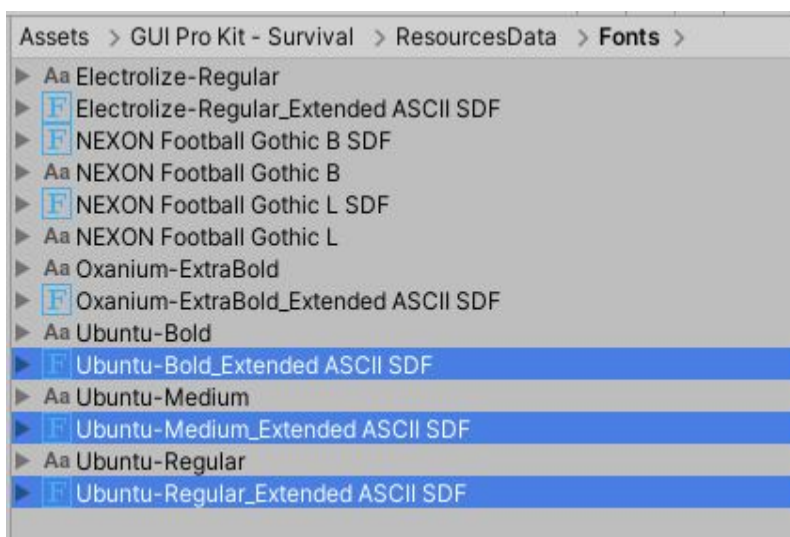 Assets > GUI Pro Kit - Survival > ResourcesData > Fonts >
Aa Electrolize-Regular
F Electrolize-Regular_Extended ASCII SDF
F NEXON Football Gothic B SDF
Aa NEXON Football Gothic B
F NEXON Football Gothic L SDF
Aa NEXON Football Gothic L
Aa Oxanium-ExtraBold
F Oxanium-ExtraBold_Extended ASCII SDF
Aa Ubuntu-Bold
F Ubuntu-Bold_Extended ASCII SDF
Aa Ubuntu-Medium
F Ubuntu-Medium_Extended ASCII SDF
Aa Ubuntu-Regular
F Ubuntu-Regular_Extended ASCII SDF